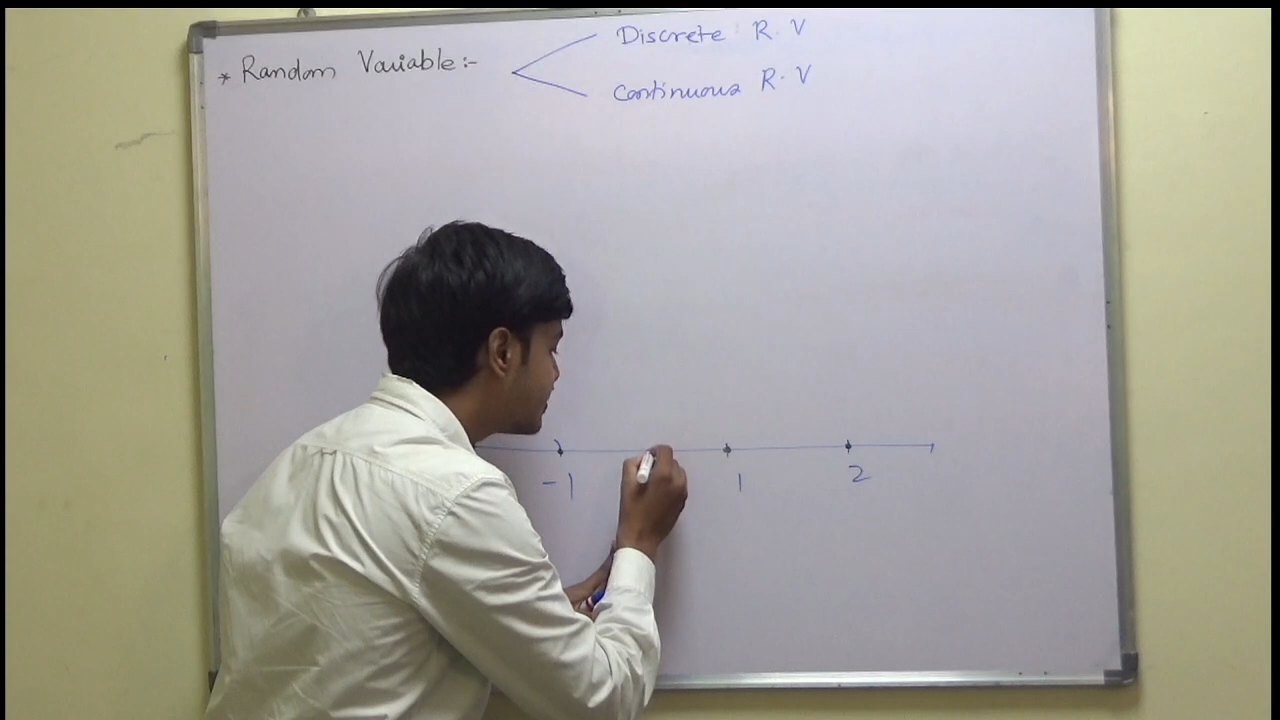 * Random Variable:-
Discrete R.V
Continuous R.V
-1 1 2